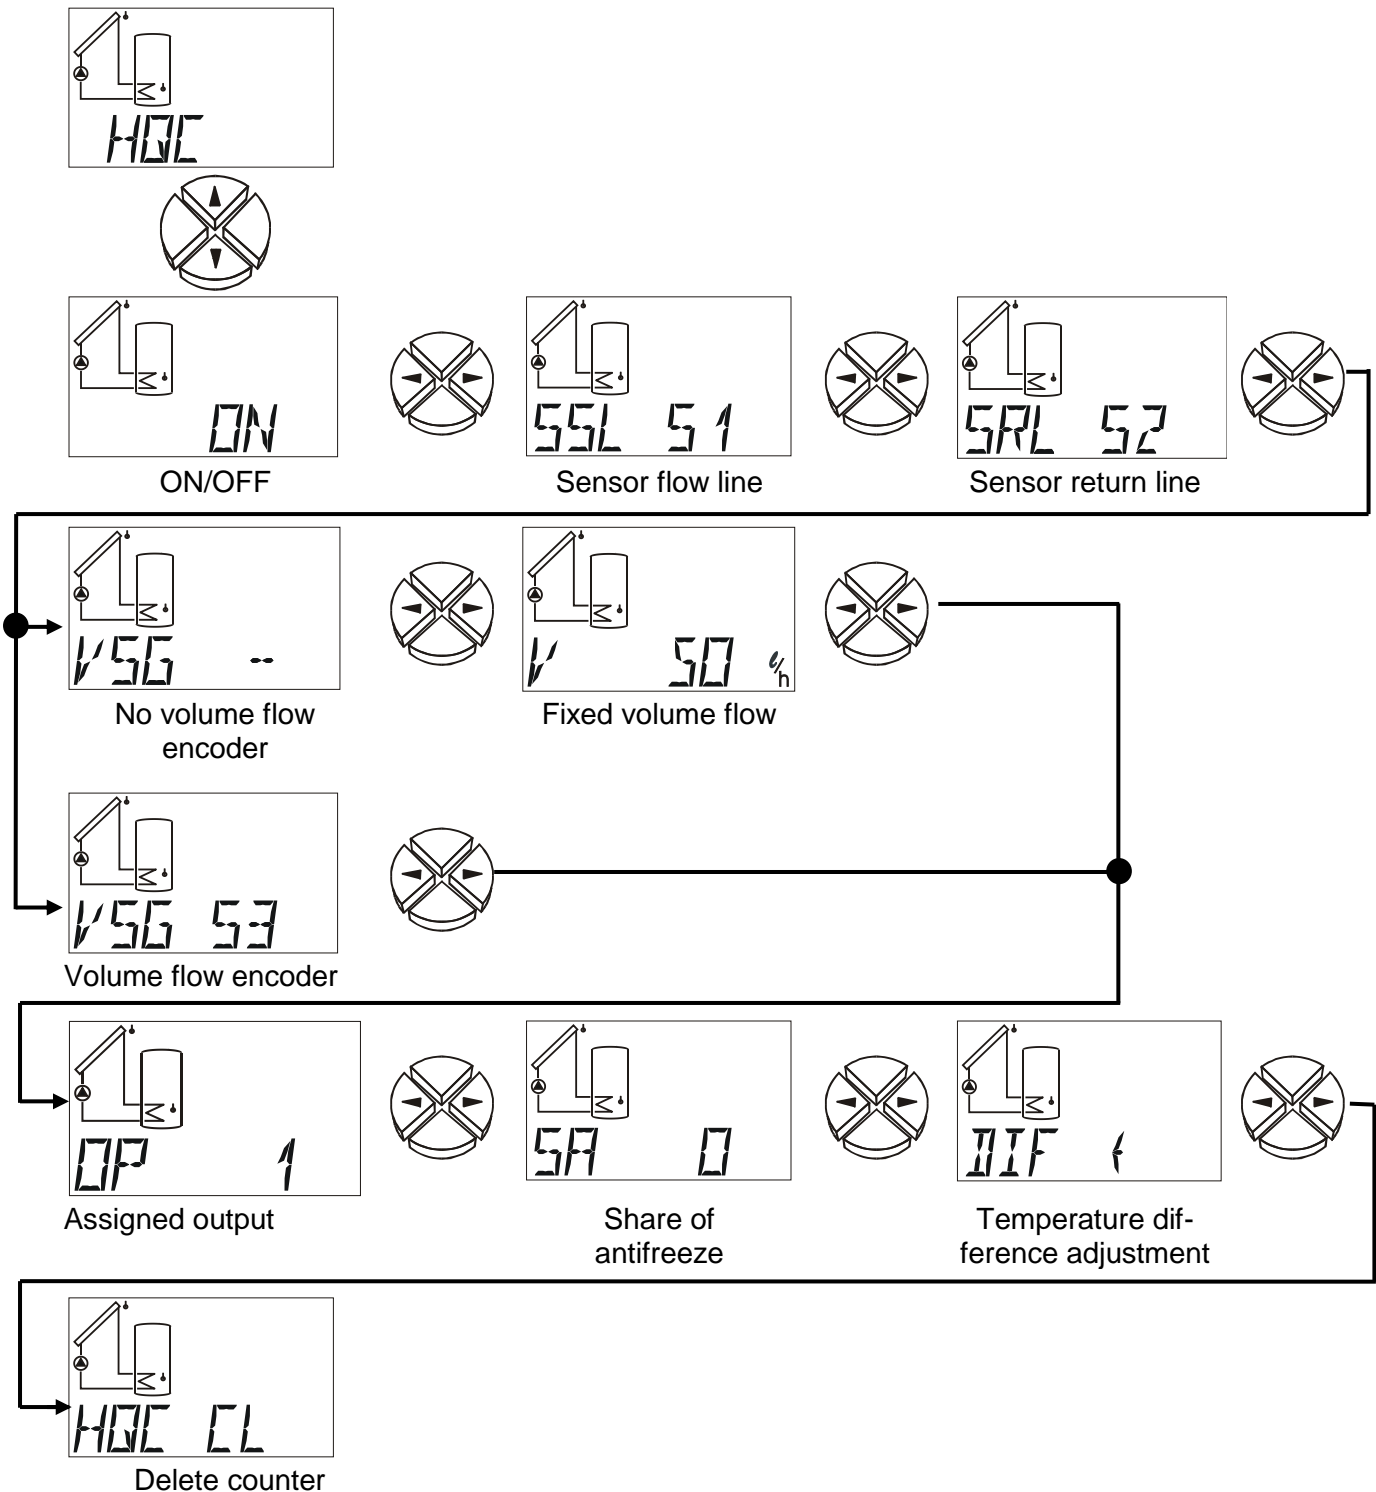 HQC
ON
SSL S1
SRL S2
ON/OFF
Sensor flow line
Sensor return line
VSG --
V 50 l/h
No volume flow
encoder
Fixed volume flow
VSG S3
Volume flow encoder
OP 1
SA 0
DIF
Assigned output
Share of
antifreeze
Temperature dif-
ference adjustment
HQC CL
Delete counter